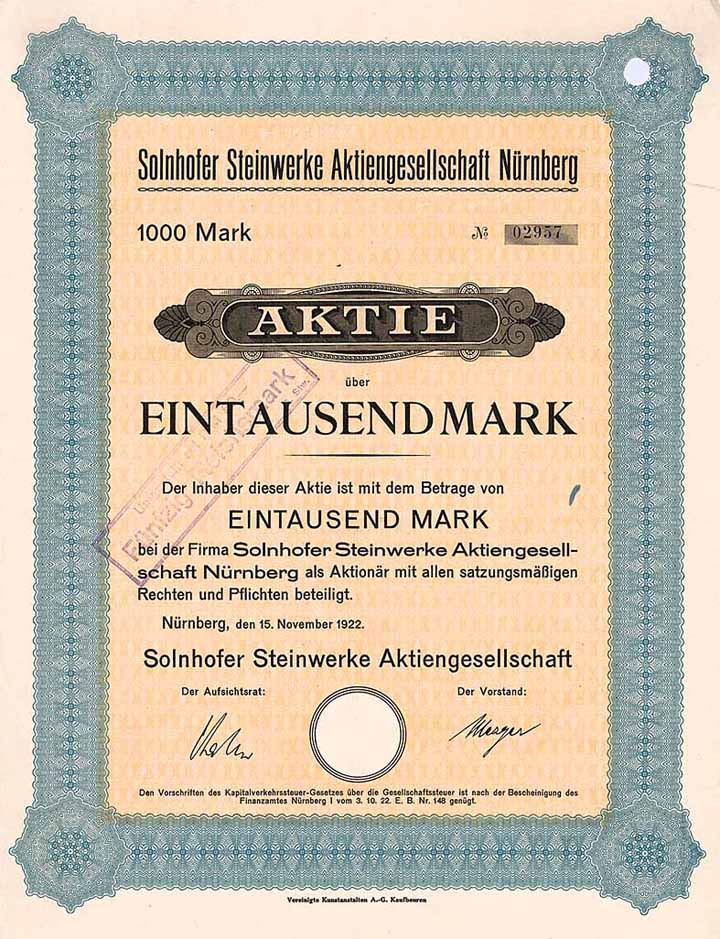 Solnhofer Steinwerke Aktiengesellschaft Nürnberg
1000 Mark
№ 02957
AKTIE
über
EINTAUSEND MARK
Der Inhaber dieser Aktie ist mit dem Betrage von
EINTAUSEND MARK
bei der Firma Solnhofer Steinwerke Aktiengesell-
schaft Nürnberg als Aktionär mit allen satzungsmäßigen
Rechten und Pflichten beteiligt.
Nürnberg, den 15. November 1922.
Solnhofer Steinwerke Aktiengesellschaft
Der Aufsichtsrat:
Der Vorstand:
Den Vorschriften des Kapitalverkehrssteuer-Gesetzes über die Gesellschaftssteuer ist nach der Bescheinigung des
Finanzamtes Nürnberg I vom 3. 10. 22. E. B. Nr. 148 genügt.
Vereinigte Kunstanstalten A.-G. Kaufbeuren